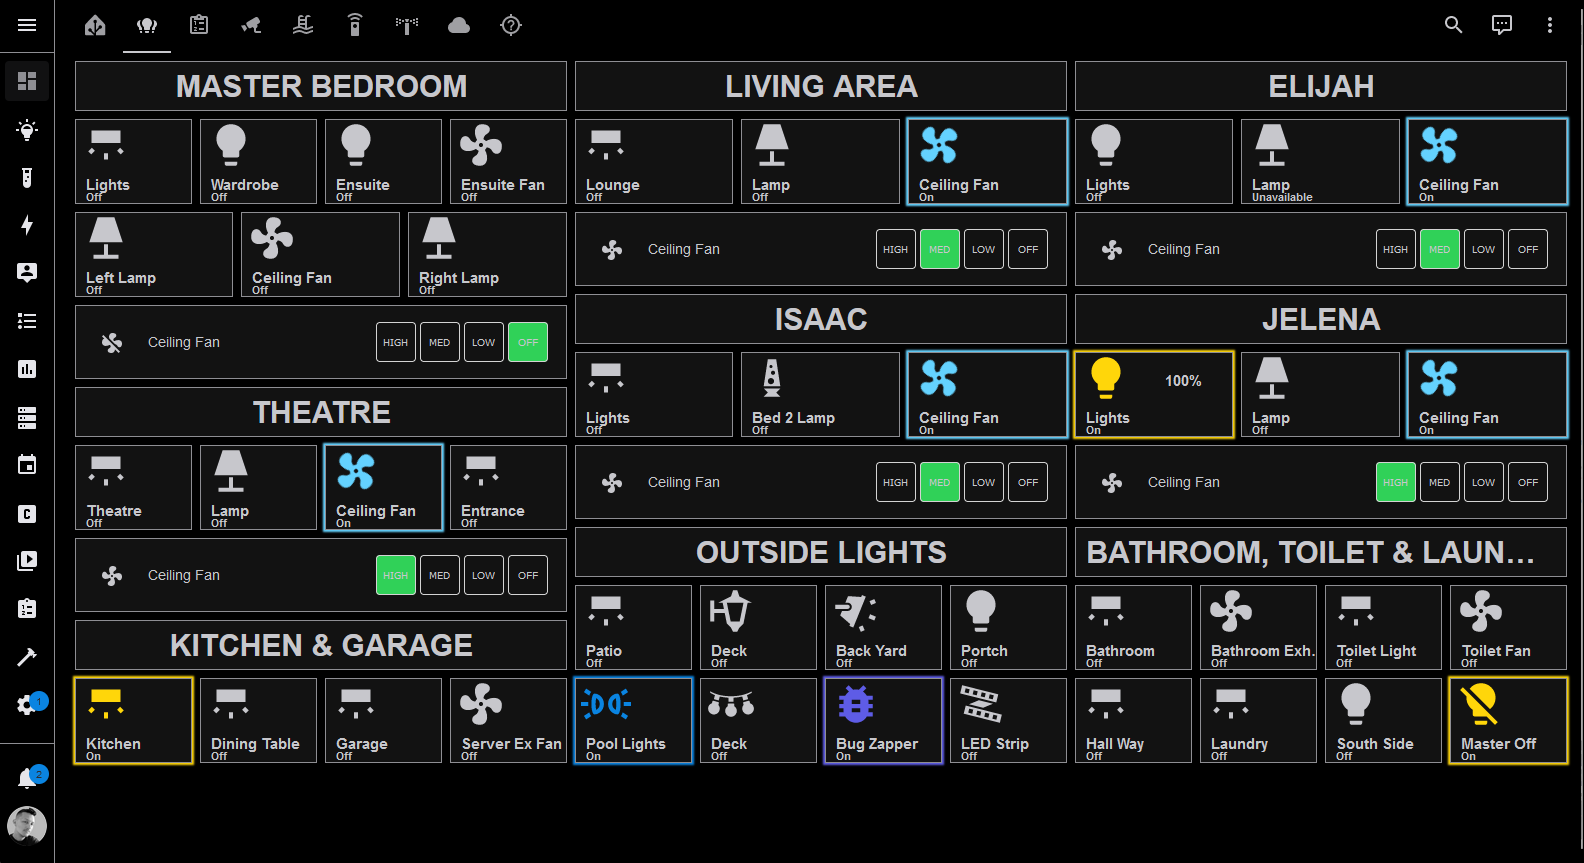 MASTER BEDROOM
Lights
Off
Wardrobe
Off
Ensuite
Off
Ensuite Fan
Off
Left Lamp
Off
Ceiling Fan
Off
Right Lamp
Off
Ceiling Fan
HIGH
MED
LOW
OFF
THEATRE
Theatre
Off
Lamp
Off
Ceiling Fan
On
Entrance
Off
Ceiling Fan
HIGH
MED
LOW
OFF
KITCHEN & GARAGE
Kitchen
On
Dining Table
Off
Garage
Off
Server Ex Fan
Off
LIVING AREA
Lounge
Off
Lamp
Off
Ceiling Fan
On
Ceiling Fan
HIGH
MED
LOW
OFF
ISAAC
Lights
Off
Bed 2 Lamp
Off
Ceiling Fan
On
Ceiling Fan
HIGH
MED
LOW
OFF
OUTSIDE LIGHTS
Patio
Off
Deck
Off
Back Yard
Off
Portch
Off
Pool Lights
On
Deck
Off
Bug Zapper
On
LED Strip
Off
ELIJAH
Lights
Off
Lamp
Unavailable
Ceiling Fan
On
Ceiling Fan
HIGH
MED
LOW
OFF
JELENA
100%
Lights
On
Lamp
Off
Ceiling Fan
On
Ceiling Fan
HIGH
MED
LOW
OFF
BATHROOM, TOILET & LAUN...
Bathroom
Off
Bathroom Exh.
Off
Toilet Light
Off
Toilet Fan
Off
Hall Way
Off
Laundry
Off
South Side
Off
Master Off
On
1
2